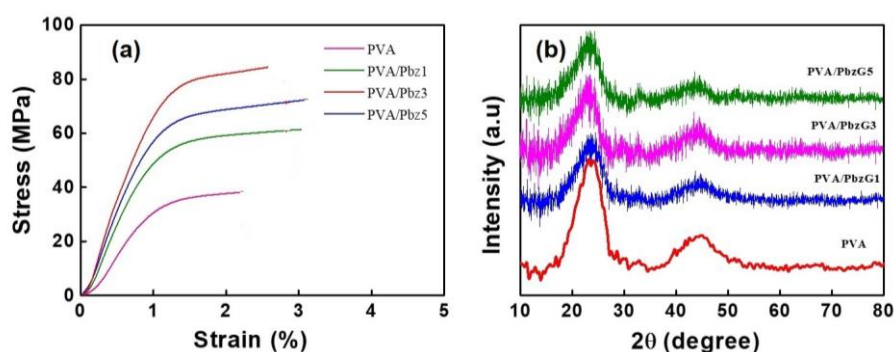 (a)
PVA
PVA/Pbz1
PVA/Pbz3
PVA/Pbz5
Stress (MPa)
100
80
60
40
20
0
0 1 2 3 4 5
Strain (%)
(b)
PVA/PbzG5
PVA/PbzG3
PVA/PbzG1
PVA
Intensity (a.u)
10 20 30 40 50 60 70 80
2θ (degree)